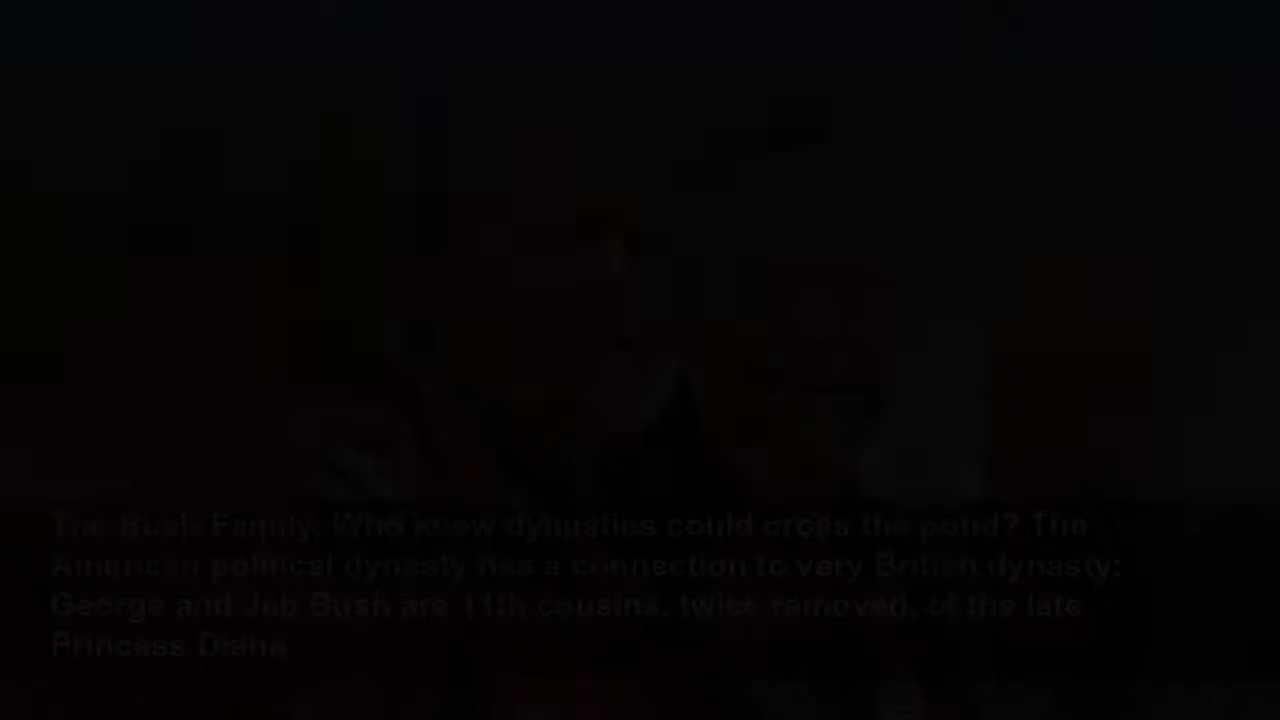 The Bush Family, Who knew dynasties could cross the pond? The
American political dynasty has a connection to very British dynasty:
George and Jeb Bush are 11th cousins, twice removed, of the late
Princess Diana